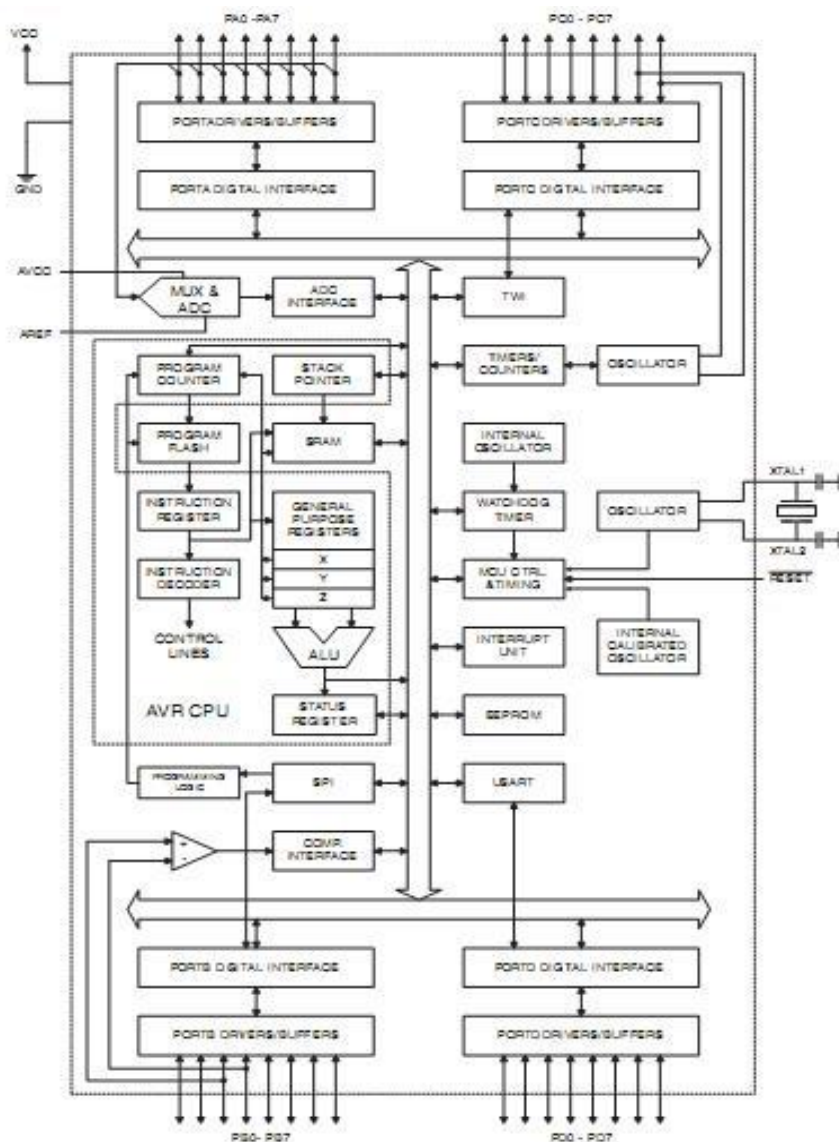 PA0 -PA7
PC0 - PC7
VCC
PORTA DRIVERS/BUFFERS
PORTC DRIVERS/BUFFERS
GND
PORTA DIGITAL INTERFACE
PORTC DIGITAL INTERFACE
AVCC
MUX &
ADC
ADC
INTERFACE
TWI
AREF
PROGRAM
COUNTER
STACK
POINTER
TIMERS/
COUNTERS
OSCILLATOR
PROGRAM
FLASH
SRAM
INTERNAL
OSCILLATOR
XTAL1
INSTRUCTION
REGISTER
GENERAL
PURPOSE
REGISTERS
WATCHDOG
TIMER
OSCILLATOR
XTAL2
X
INSTRUCTION
DECODER
Y
MCU CTRL.
& TIMING
RESET
Z
CONTROL
LINES
ALU
INTERRUPT
UNIT
INTERNAL
CALIBRATED
OSCILLATOR
AVR CPU
STATUS
REGISTER
EEPROM
PROGRAMMING
LOGIC
SPI
USART
+
-
COMP.
INTERFACE
PORTB DIGITAL INTERFACE
PORTD DIGITAL INTERFACE
PORTB DRIVERS/BUFFERS
PORTD DRIVERS/BUFFERS
PB0- PB7
PD0 - PD7